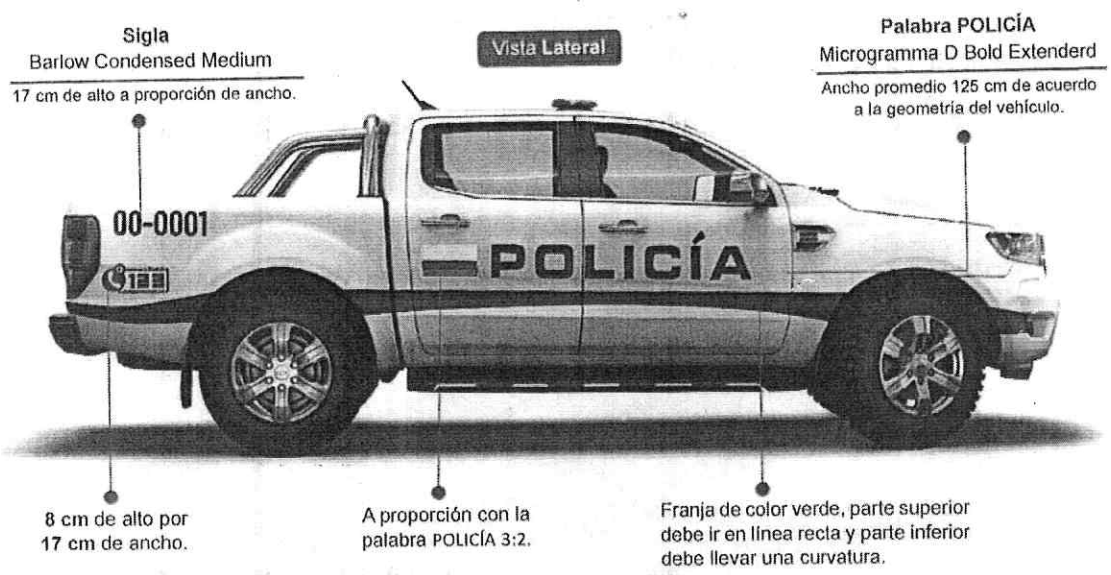 Sigla
Barlow Condensed Medium
17 cm de alto a proporción de ancho.
Vista Lateral
Palabra POLICÍA
Microgramma D Bold Extenderd
Ancho promedio 125 cm de acuerdo
a la geometría del vehículo.
00-0001
POLICÍA
123
8 cm de alto por
17 cm de ancho.
A proporción con la
palabra POLICÍA 3:2.
Franja de color verde, parte superior
debe ir en línea recta y parte inferior
debe llevar una curvatura.